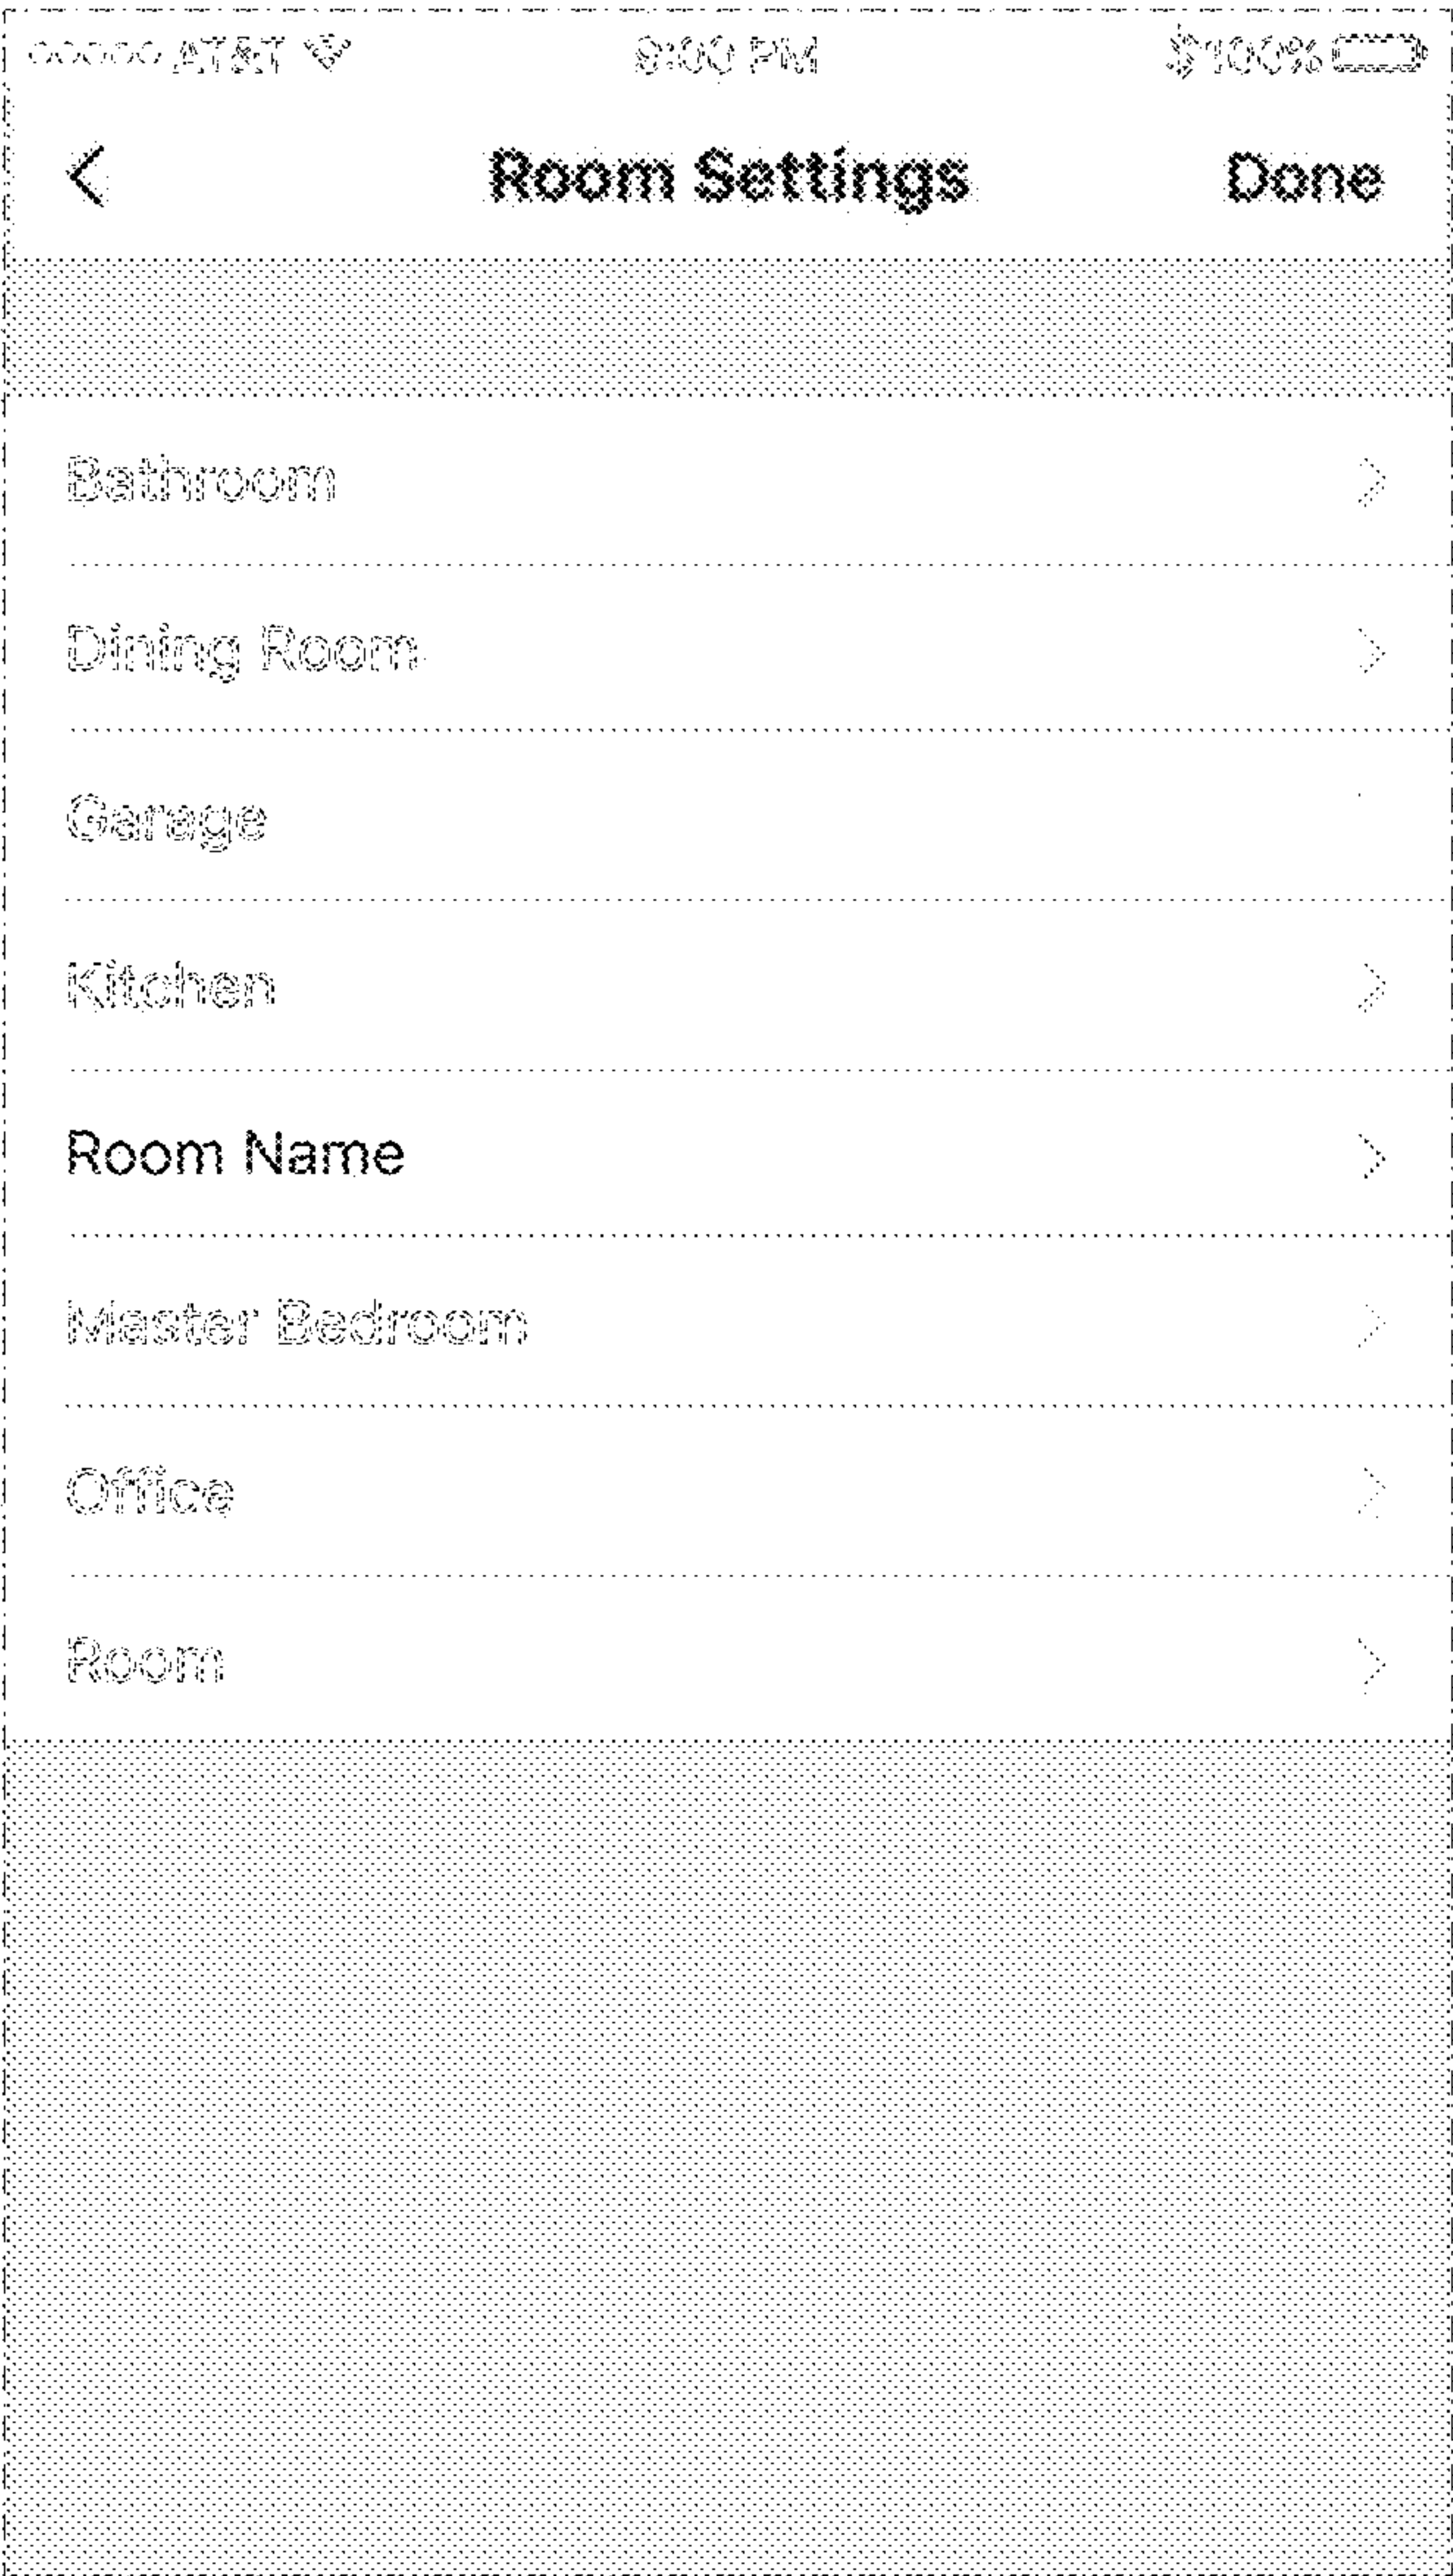 AT&T 9:00 PM 100%
Room Settings Done
Bathroom
Dining Room
Garage
Kitchen
Room Name
Master Bedroom
Office
Room